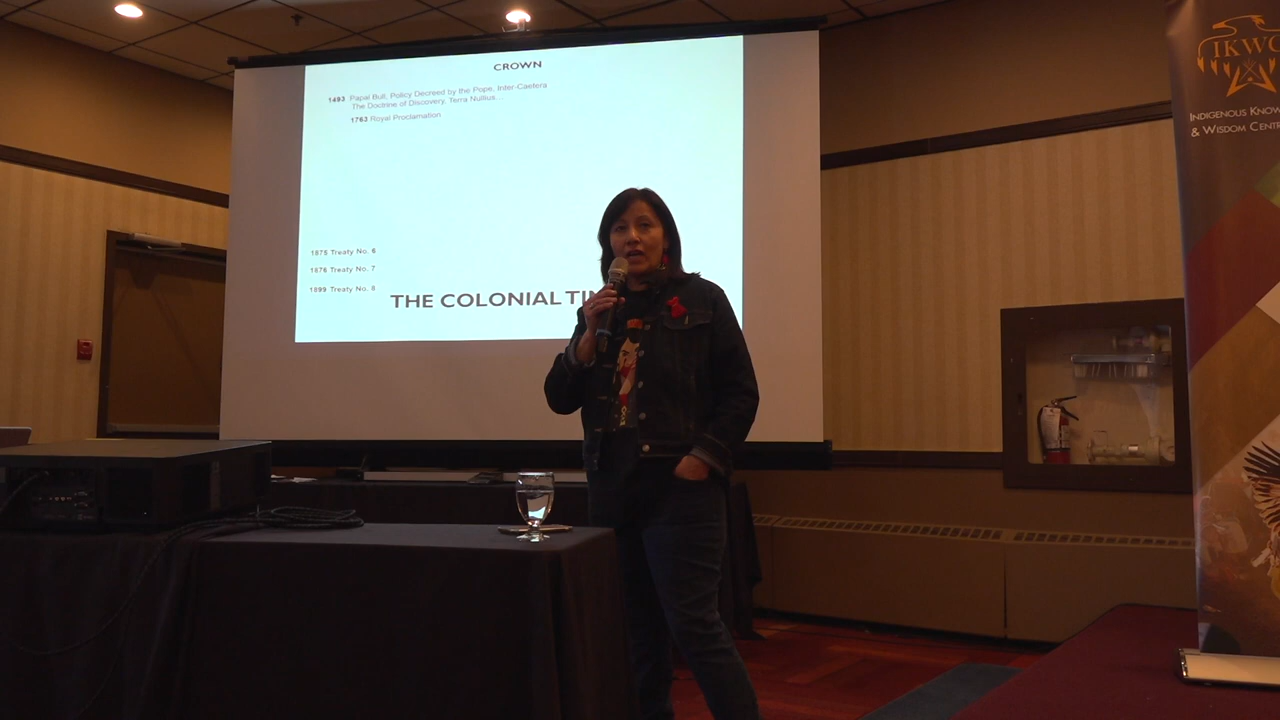 CROWN
1493 Papal Bull, Policy Decreed by the Pope, Inter-Caetera
The Doctrine of Discovery, Terra Nullius...
1763 Royal Proclamation
1875 Treaty No. 6
1876 Treaty No. 7
1899 Treaty No. 8
THE COLONIAL TIM
IKWC
INDIGENOUS KNOW
& WISDOM CENTR